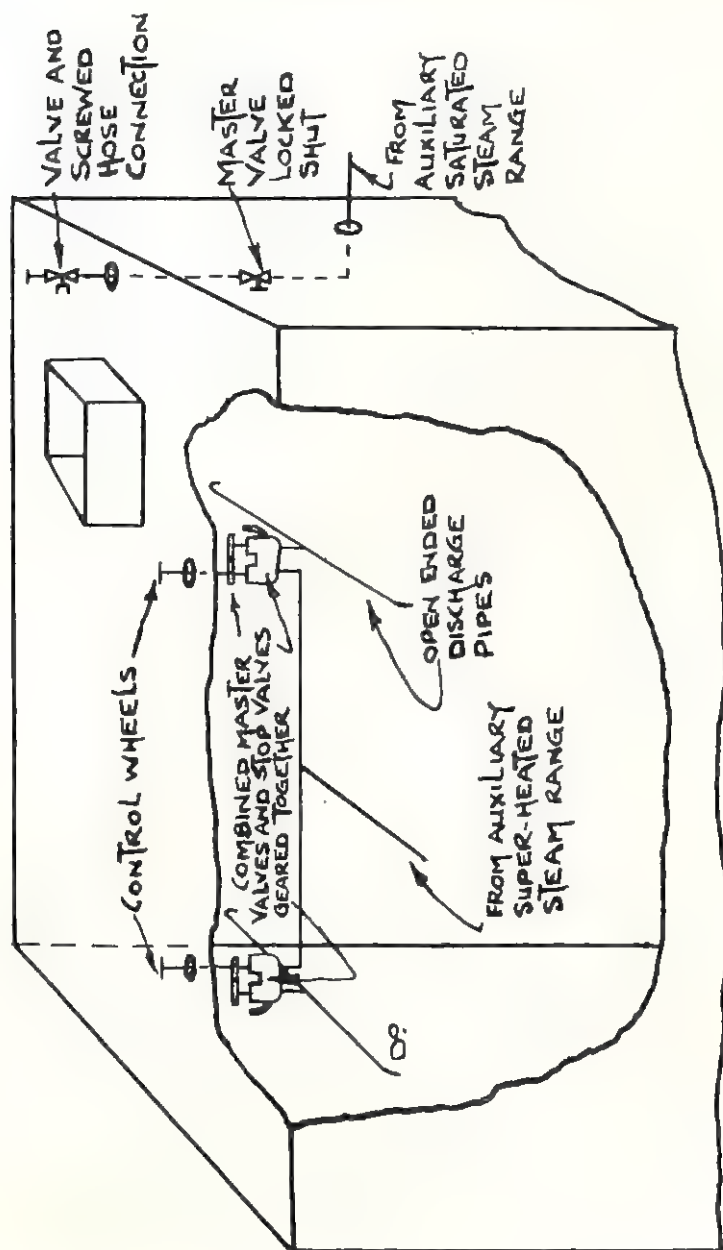 CONTROL WHEELS
COMBINED MASTER
VALVES AND STOP VALVES
GEARED TOGETHER
Do.
FROM AUXILIARY
SUPER-HEATED
STEAM RANGE
OPEN ENDED
DISCHARGE
PIPES
VALVE AND
SCREWED
HOSE
CONNECTION
MASTER
VALVE
LOCKED
SHUT
FROM
AUXILIARY
SATURATED
STEAM
RANGE